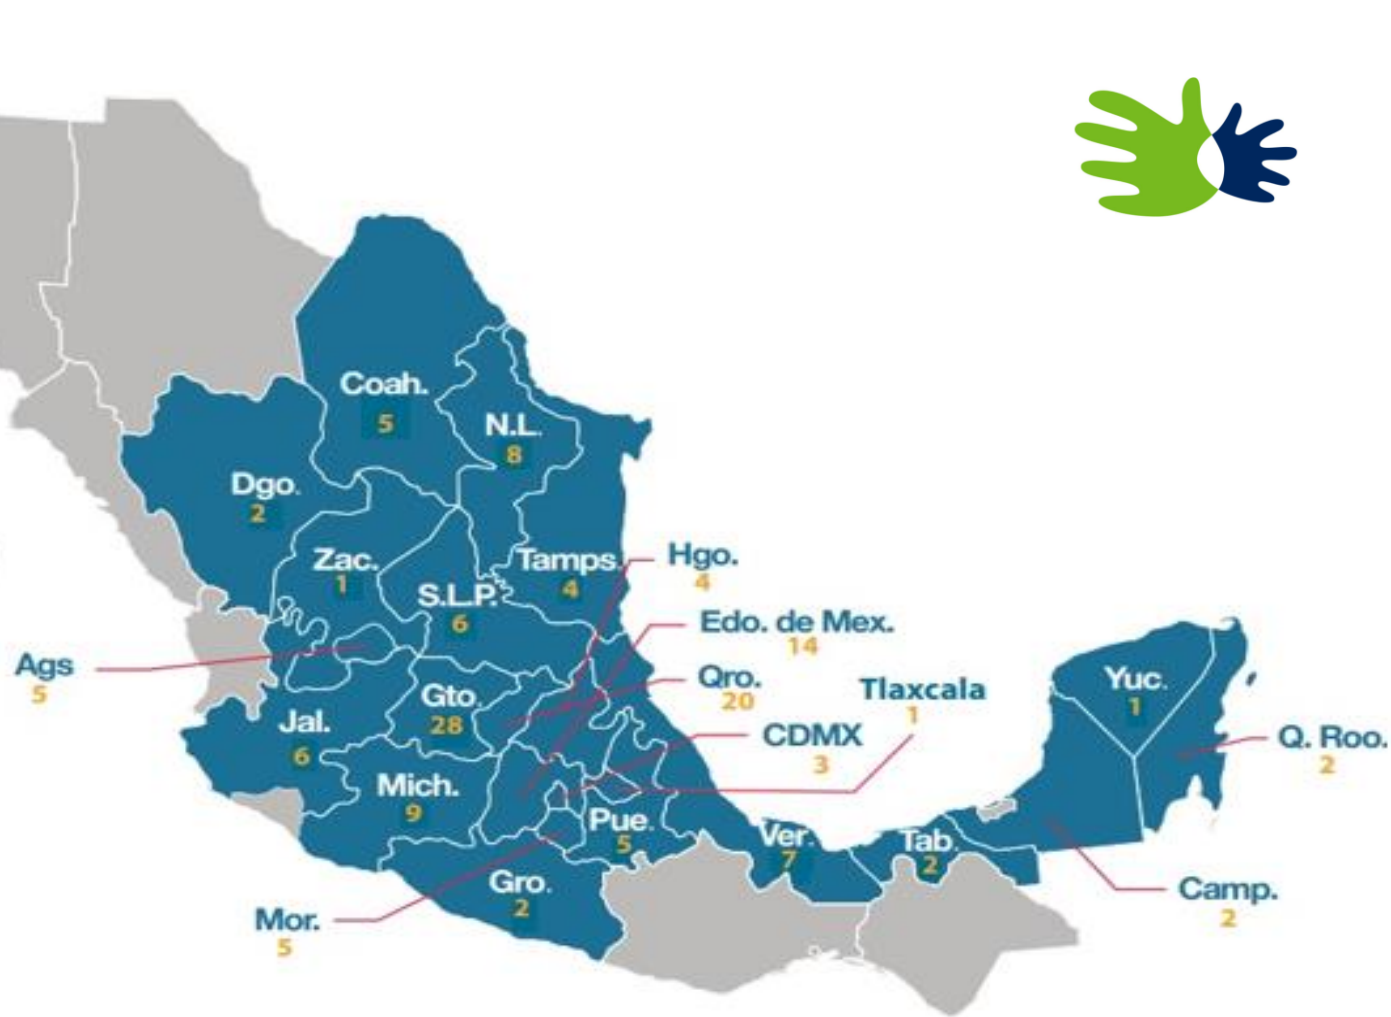 Coah.
5
N.L.
8
Dgo.
2
Zac.
1
Tamps.
4
Hgo.
4
S.L.P.
6
Edo. de Mex.
14
Ags
5
Qro.
20
Tlaxcala
1
Yuc.
1
Gto.
28
Jal.
6
CDMX
3
Q. Roo.
2
Mich.
9
Pue.
5
Ver.
7
Tab.
2
Gro.
2
Camp.
2
Mor.
5